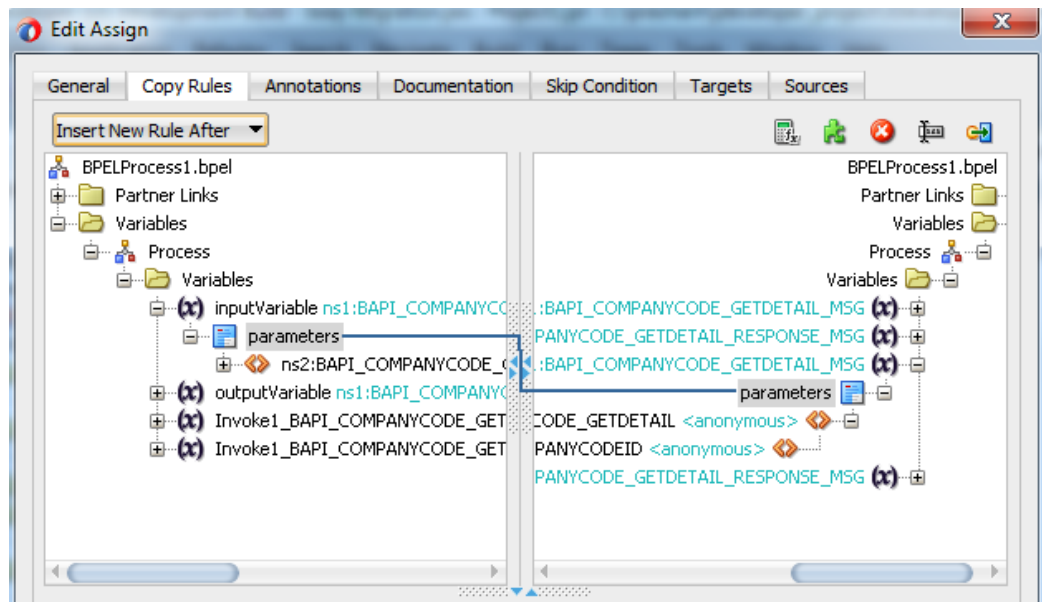 Edit Assign
General Copy Rules Annotations Documentation Skip Condition Targets Sources
Insert New Rule After
BPELProcess1.bpel
Partner Links
Variables
Process
Variables
(x) inputVariable ns1:BAPI_COMPANYCO
parameters
ns2:BAPI_COMPANYCODE_G
(x) outputVariable ns1:BAPI_COMPANYC
(x) Invoke1_BAPI_COMPANYCODE_GET
(x) Invoke1_BAPI_COMPANYCODE_GET
BPELProcess1.bpel
Partner Links
Variables
Process
Variables
.:BAPI_COMPANYCODE_GETDETAIL_MSG (x)
PANYCODE_GETDETAIL_RESPONSE_MSG (x)
.:BAPI_COMPANYCODE_GETDETAIL_MSG (x)
parameters
CODE_GETDETAIL <anonymous>
PANYCODEID <anonymous>
PANYCODE_GETDETAIL_RESPONSE_MSG (x)